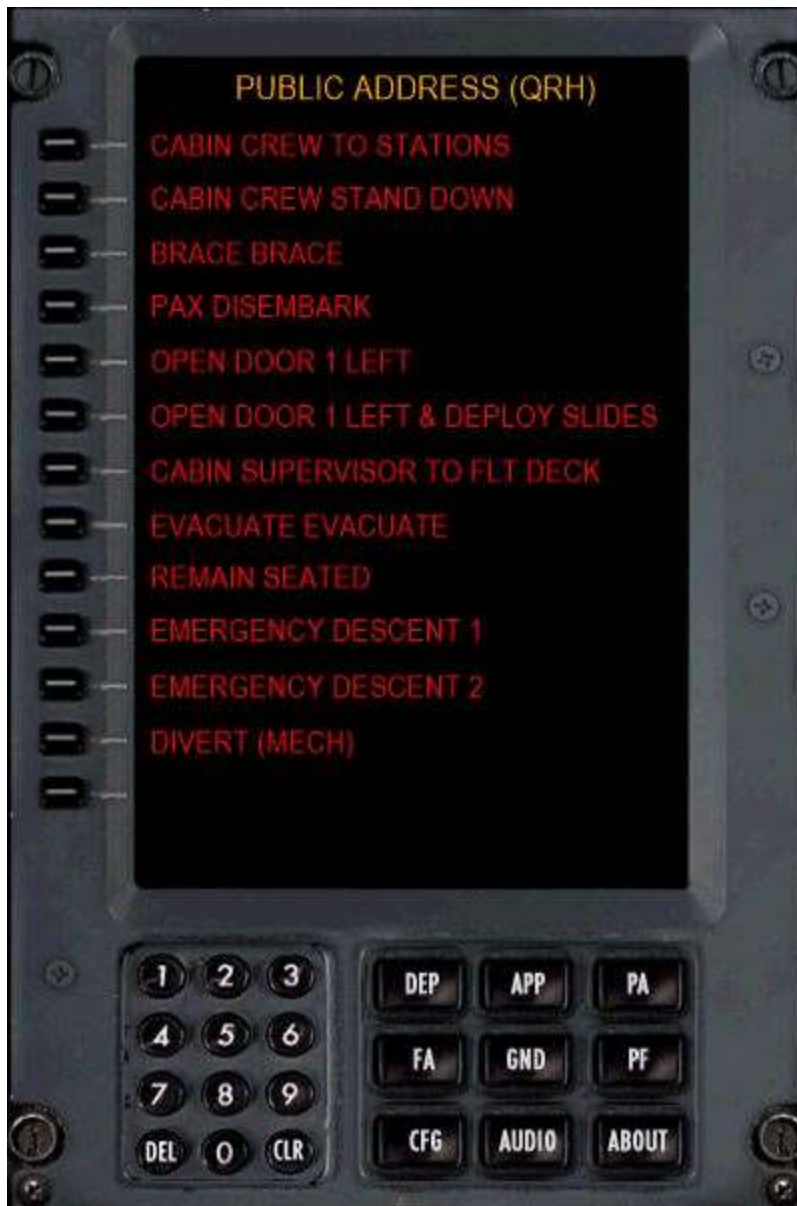 PUBLIC ADDRESS (QRH)
CABIN CREW TO STATIONS
CABIN CREW STAND DOWN
BRACE BRACE
PAX DISEMBARK
OPEN DOOR 1 LEFT
OPEN DOOR 1 LEFT & DEPLOY SLIDES
CABIN SUPERVISOR TO FLT DECK
EVACUATE EVACUATE
REMAIN SEATED
EMERGENCY DESCENT 1
EMERGENCY DESCENT 2
DIVERT (MECH)
1 2 3
DEP APP PA
4 5 6
FA GND PF
7 8 9
DEL 0 CLR
CFG AUDIO ABOUT